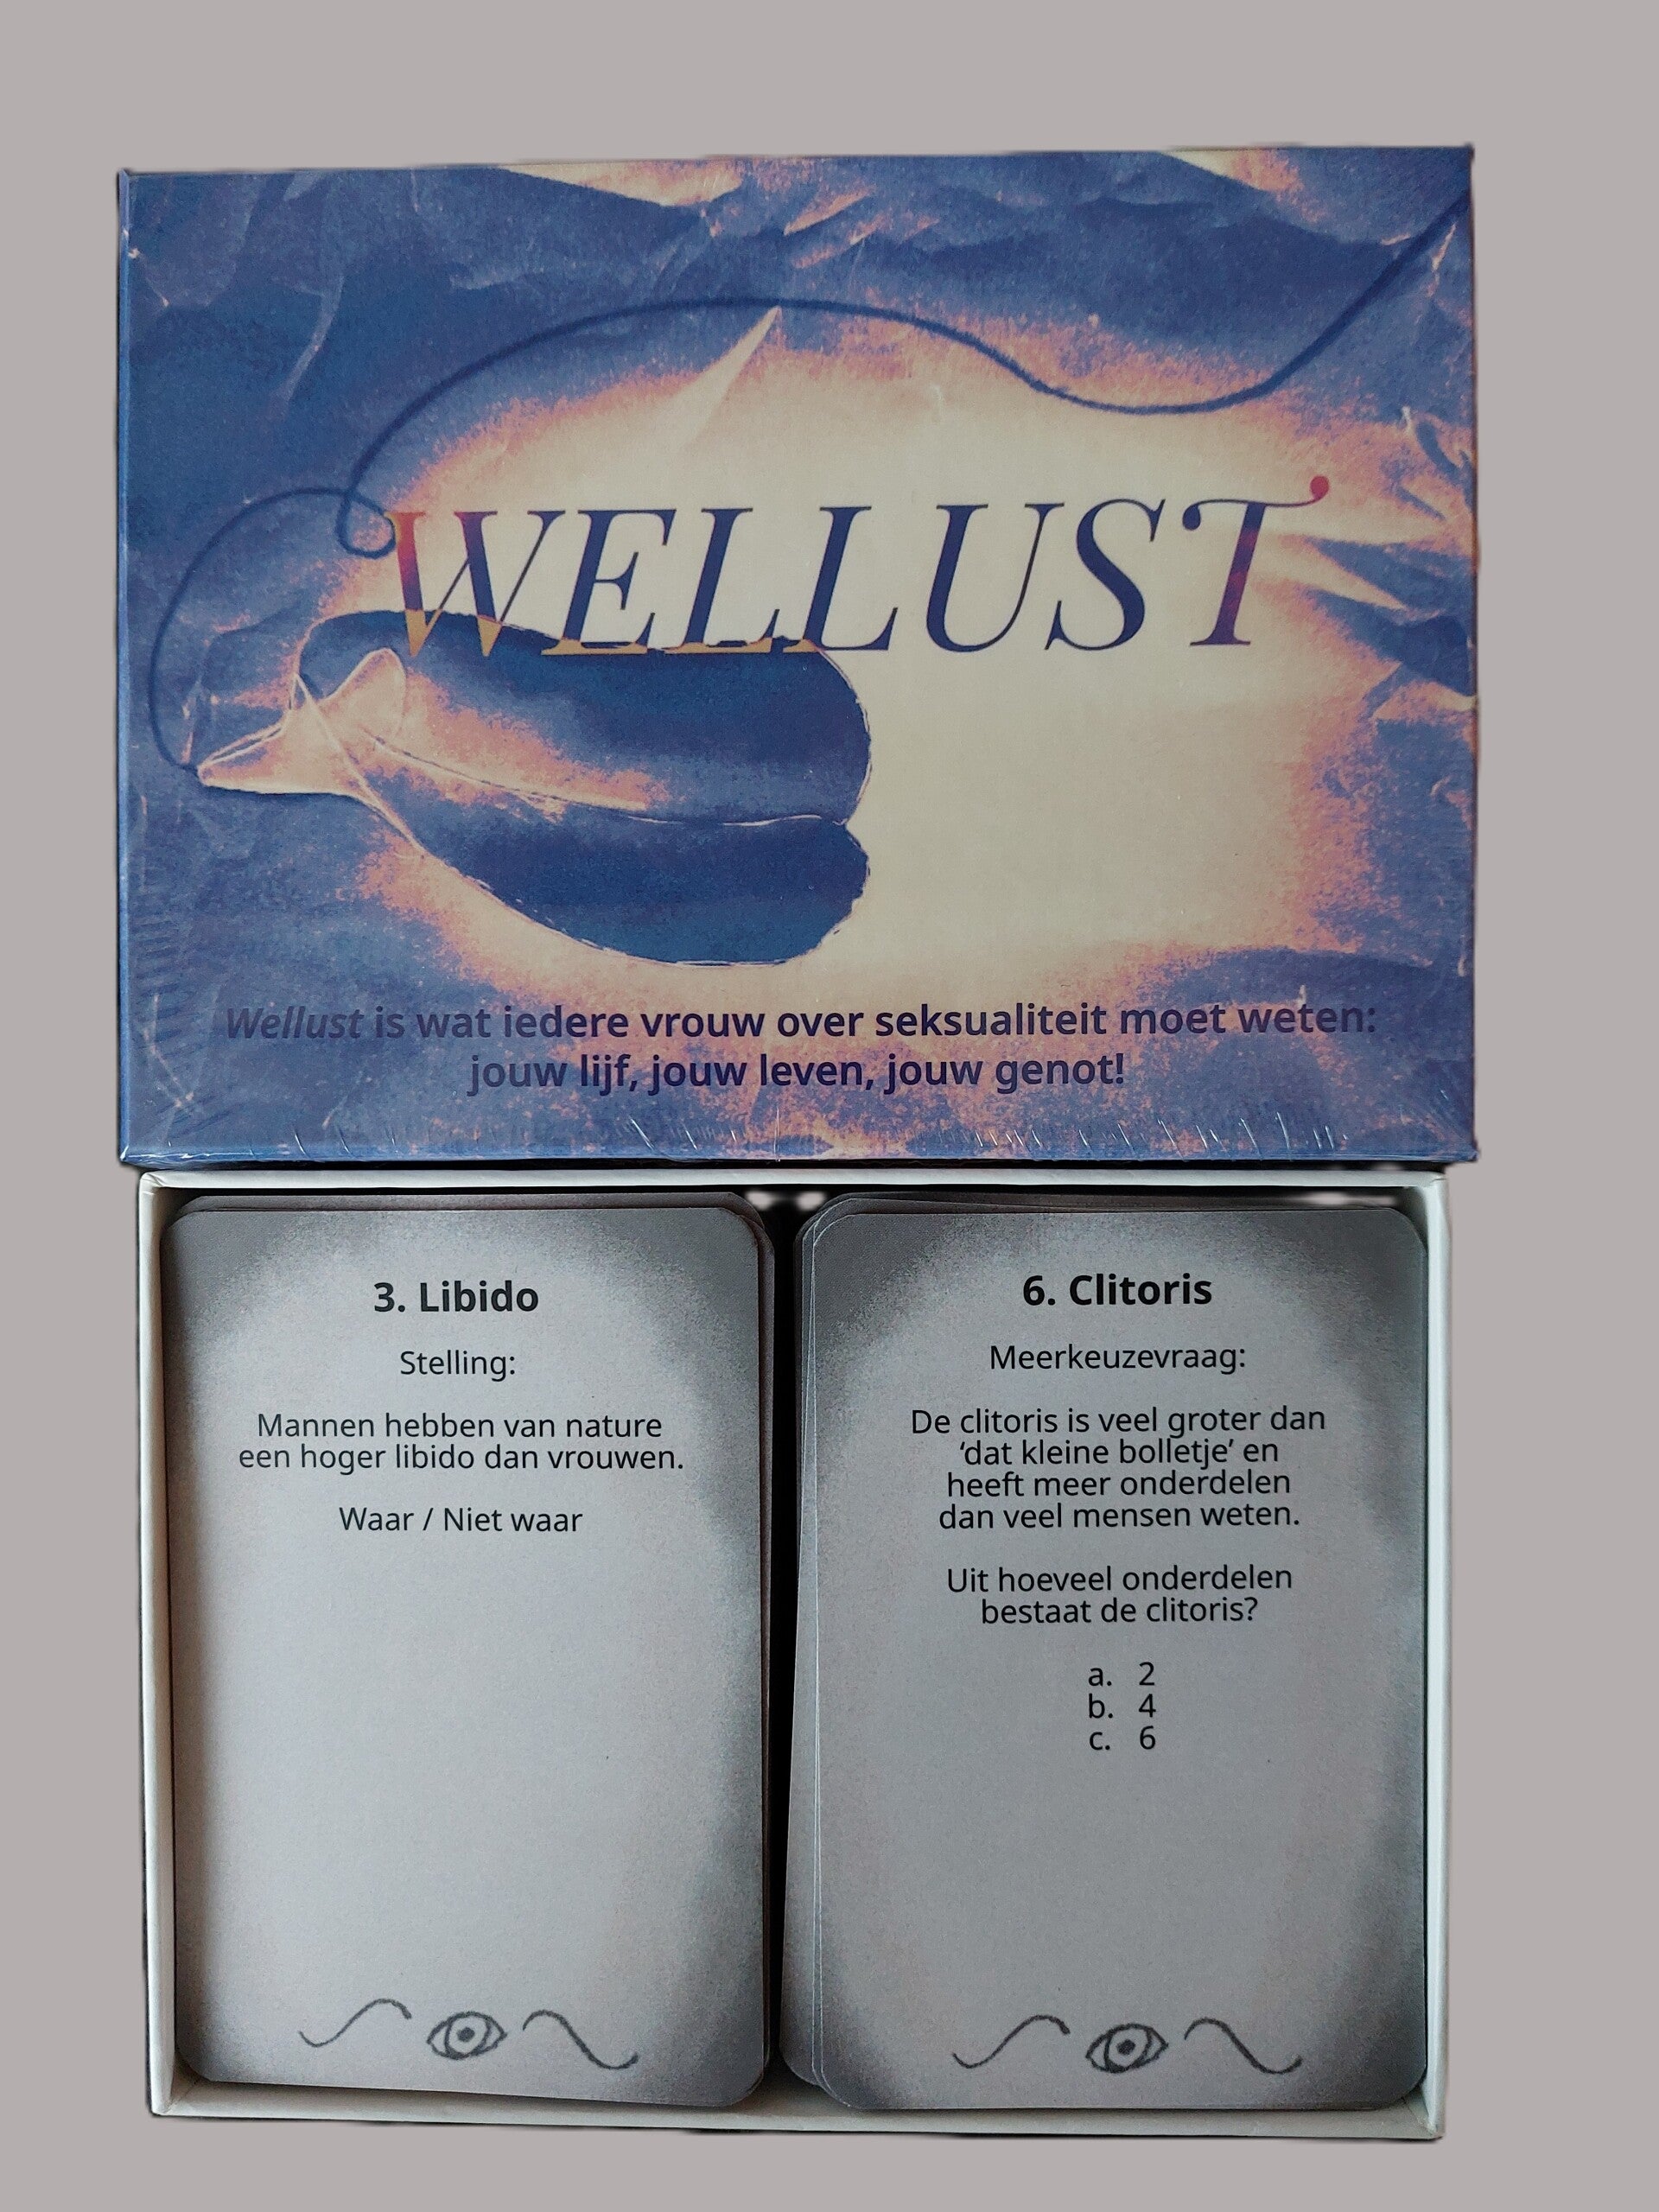 WELLUST
Wellust is wat iedere vrouw over seksualiteit moet weten:
jouw lijf, jouw leven, jouw genot!
3. Libido
Stelling:
Mannen hebben van nature
een hoger libido dan vrouwen.
Waar / Niet waar
6. Clitoris
Meerkeuzevraag:
De clitoris is veel groter dan
‘dat kleine bolletje’ en
heeft meer onderdelen
dan veel mensen weten.
Uit hoeveel onderdelen
bestaat de clitoris?
a. 2
b. 4
c. 6